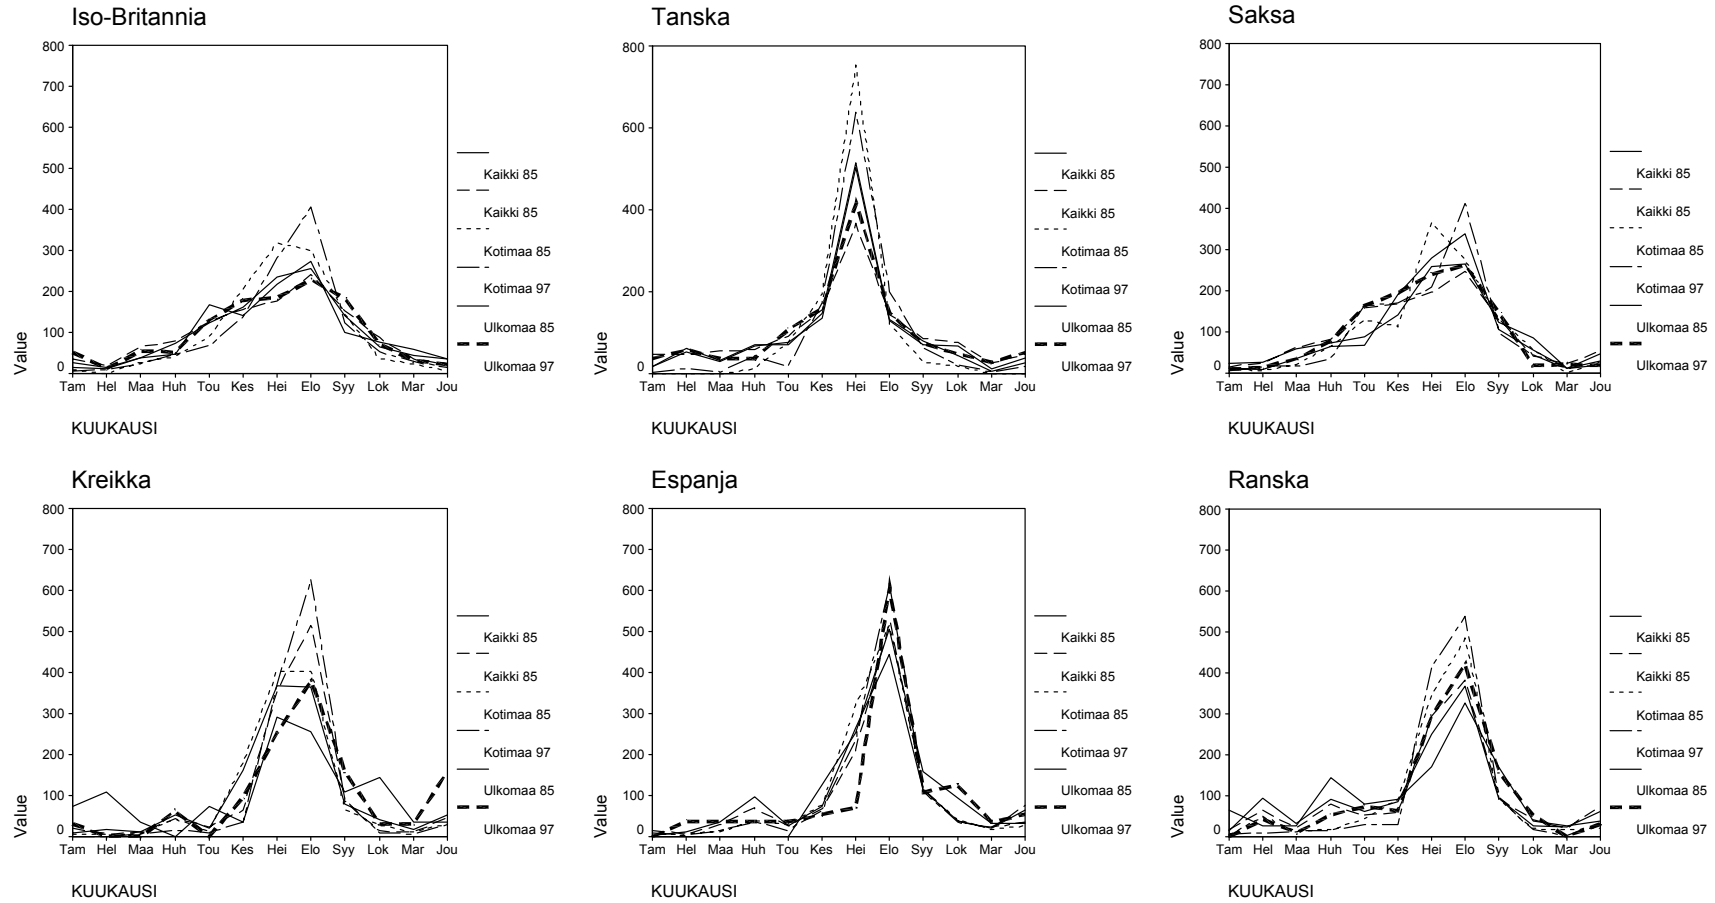 Iso-Britannia
800
700
600
500
400
300
200
100
0
Value
Tam Hel Maa Huh Tou Kes Hei Elo Syy Lok Mar Jou
KUUKAUSI
Kaikki 85
Kaikki 85
Kotimaa 85
Kotimaa 97
Ulkomaa 85
Ulkomaa 97
Tanska
800
600
400
200
Value
Tam Hel Maa Huh Tou Kes Hei Elo Syy Lok Mar Jou
KUUKAUSI
Kaikki 85
Kaikki 85
Kotimaa 85
Kotimaa 97
Ulkomaa 85
Ulkomaa 97
Saksa
800
700
600
500
400
300
200
100
0
Value
Tam Hel Maa Huh Tou Kes Hei Elo Syy Lok Mar Jou
KUUKAUSI
Kaikki 85
Kaikki 85
Kotimaa 85
Kotimaa 97
Ulkomaa 85
Ulkomaa 97
Kreikka
800
700
600
500
400
300
200
100
0
Value
Tam Hel Maa Huh Tou Kes Hei Elo Syy Lok Mar Jou
KUUKAUSI
Kaikki 85
Kaikki 85
Kotimaa 85
Kotimaa 97
Ulkomaa 85
Ulkomaa 97
Espanja
800
700
600
500
400
300
200
100
0
Value
Tam Hel Maa Huh Tou Kes Hei Elo Syy Lok Mar Jou
KUUKAUSI
Kaikki 85
Kaikki 85
Kotimaa 85
Kotimaa 97
Ulkomaa 85
Ulkomaa 97
Ranska
800
700
600
500
400
300
200
100
0
Value
Tam Hel Maa Huh Tou Kes Hei Elo Syy Lok Mar Jou
KUUKAUSI
Kaikki 85
Kaikki 85
Kotimaa 85
Kotimaa 97
Ulkomaa 85
Ulkomaa 97